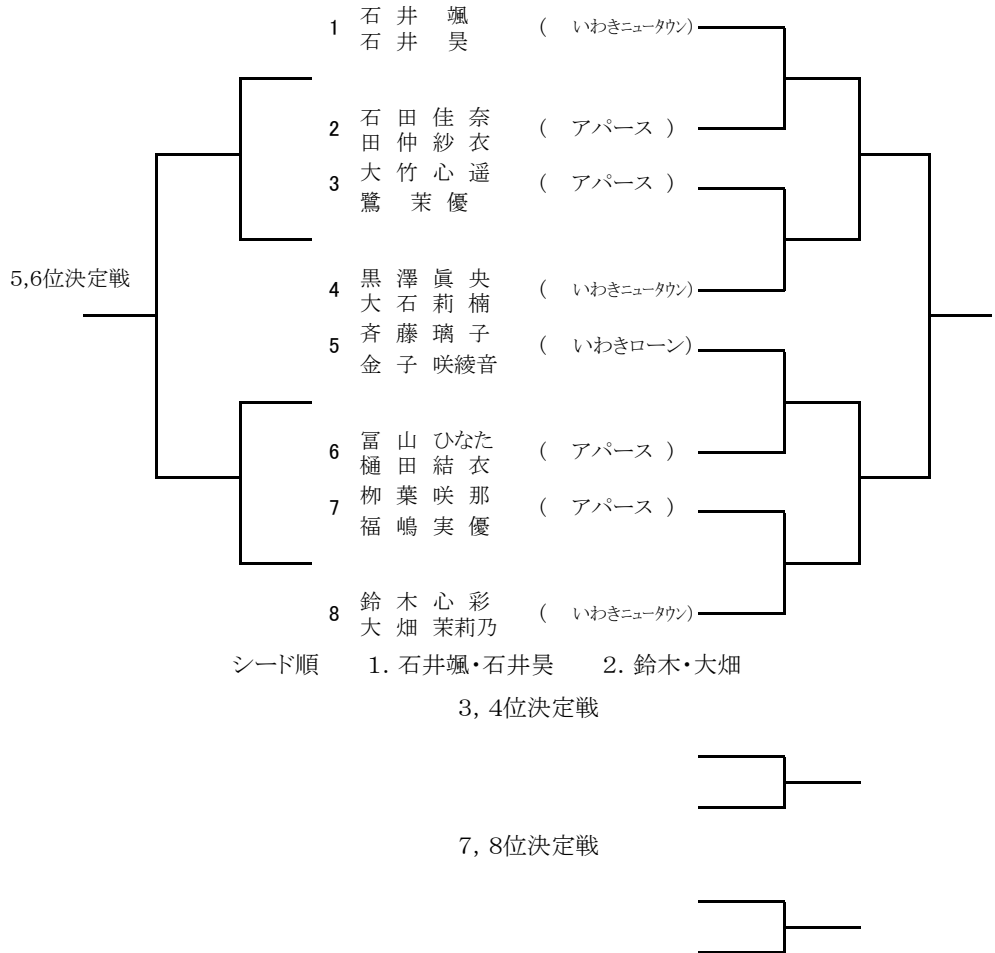 1 石井 颯 ( いわきニュータウン)
石井 昊
2 石田佳奈 ( アパース )
田仲紗衣
3 大竹心遥 ( アパース )
鷺 茉優
5,6位決定戦
4 黒澤眞央 ( いわきニュータウン)
大石莉楠
5 斉藤璃子 ( いわきローン)
金子咲綾音
6 冨山ひなた ( アパース )
樋田結衣
7 栁葉咲那 ( アパース )
福嶋実優
8 鈴木心彩 ( いわきニュータウン)
大畑茉莉乃
シード順 1. 石井颯・石井昊 2. 鈴木・大畑
3, 4位決定戦
7, 8位決定戦